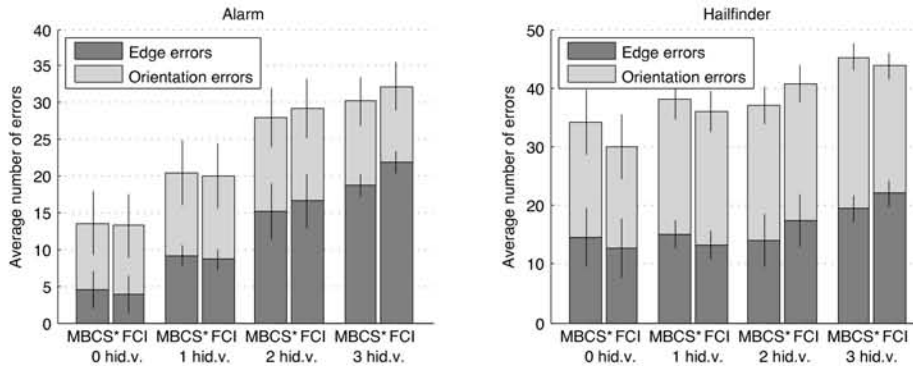 Alarm
40
35
30
25
20
15
10
5
0
Average number of errors
Edge errors
Orientation errors
MBCS* FCI MBCS* FCI MBCS* FCI MBCS* FCI
0 hid.v. 1 hid.v. 2 hid.v. 3 hid.v.
Hailfinder
50
40
30
20
10
0
Average number of errors
Edge errors
Orientation errors
MBCS* FCI MBCS* FCI MBCS* FCI MBCS* FCI
0 hid.v. 1 hid.v. 2 hid.v. 3 hid.v.